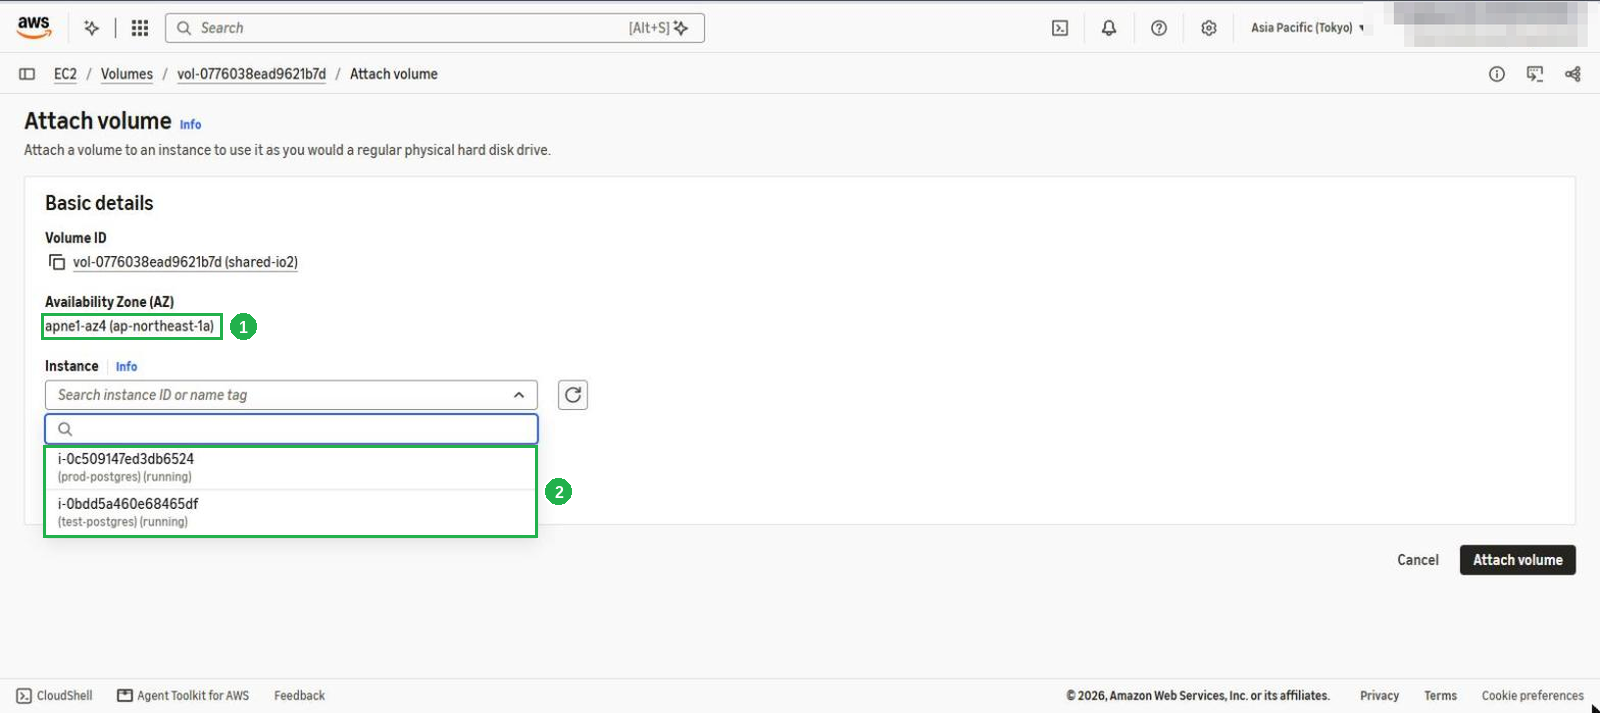 aws
Search [Alt+S]
Asia Pacific (Tokyo)
EC2 / Volumes / vol-0776038ead9621b7d / Attach volume
Attach volume Info
Attach a volume to an instance to use it as you would a regular physical hard disk drive.
Basic details
Volume ID
vol-0776038ead9621b7d (shared-io2)
Availability Zone (AZ)
apne1-az4 (ap-northeast-1a) 1
Instance Info
Search instance ID or name tag
i-0c509147ed3db6524
(prod-postgres) (running)
2
i-0bdd5a460e68465df
(test-postgres) (running)
Cancel Attach volume
CloudShell Agent Toolkit for AWS Feedback © 2026, Amazon Web Services, Inc. or its affiliates. Privacy Terms Cookie preferences